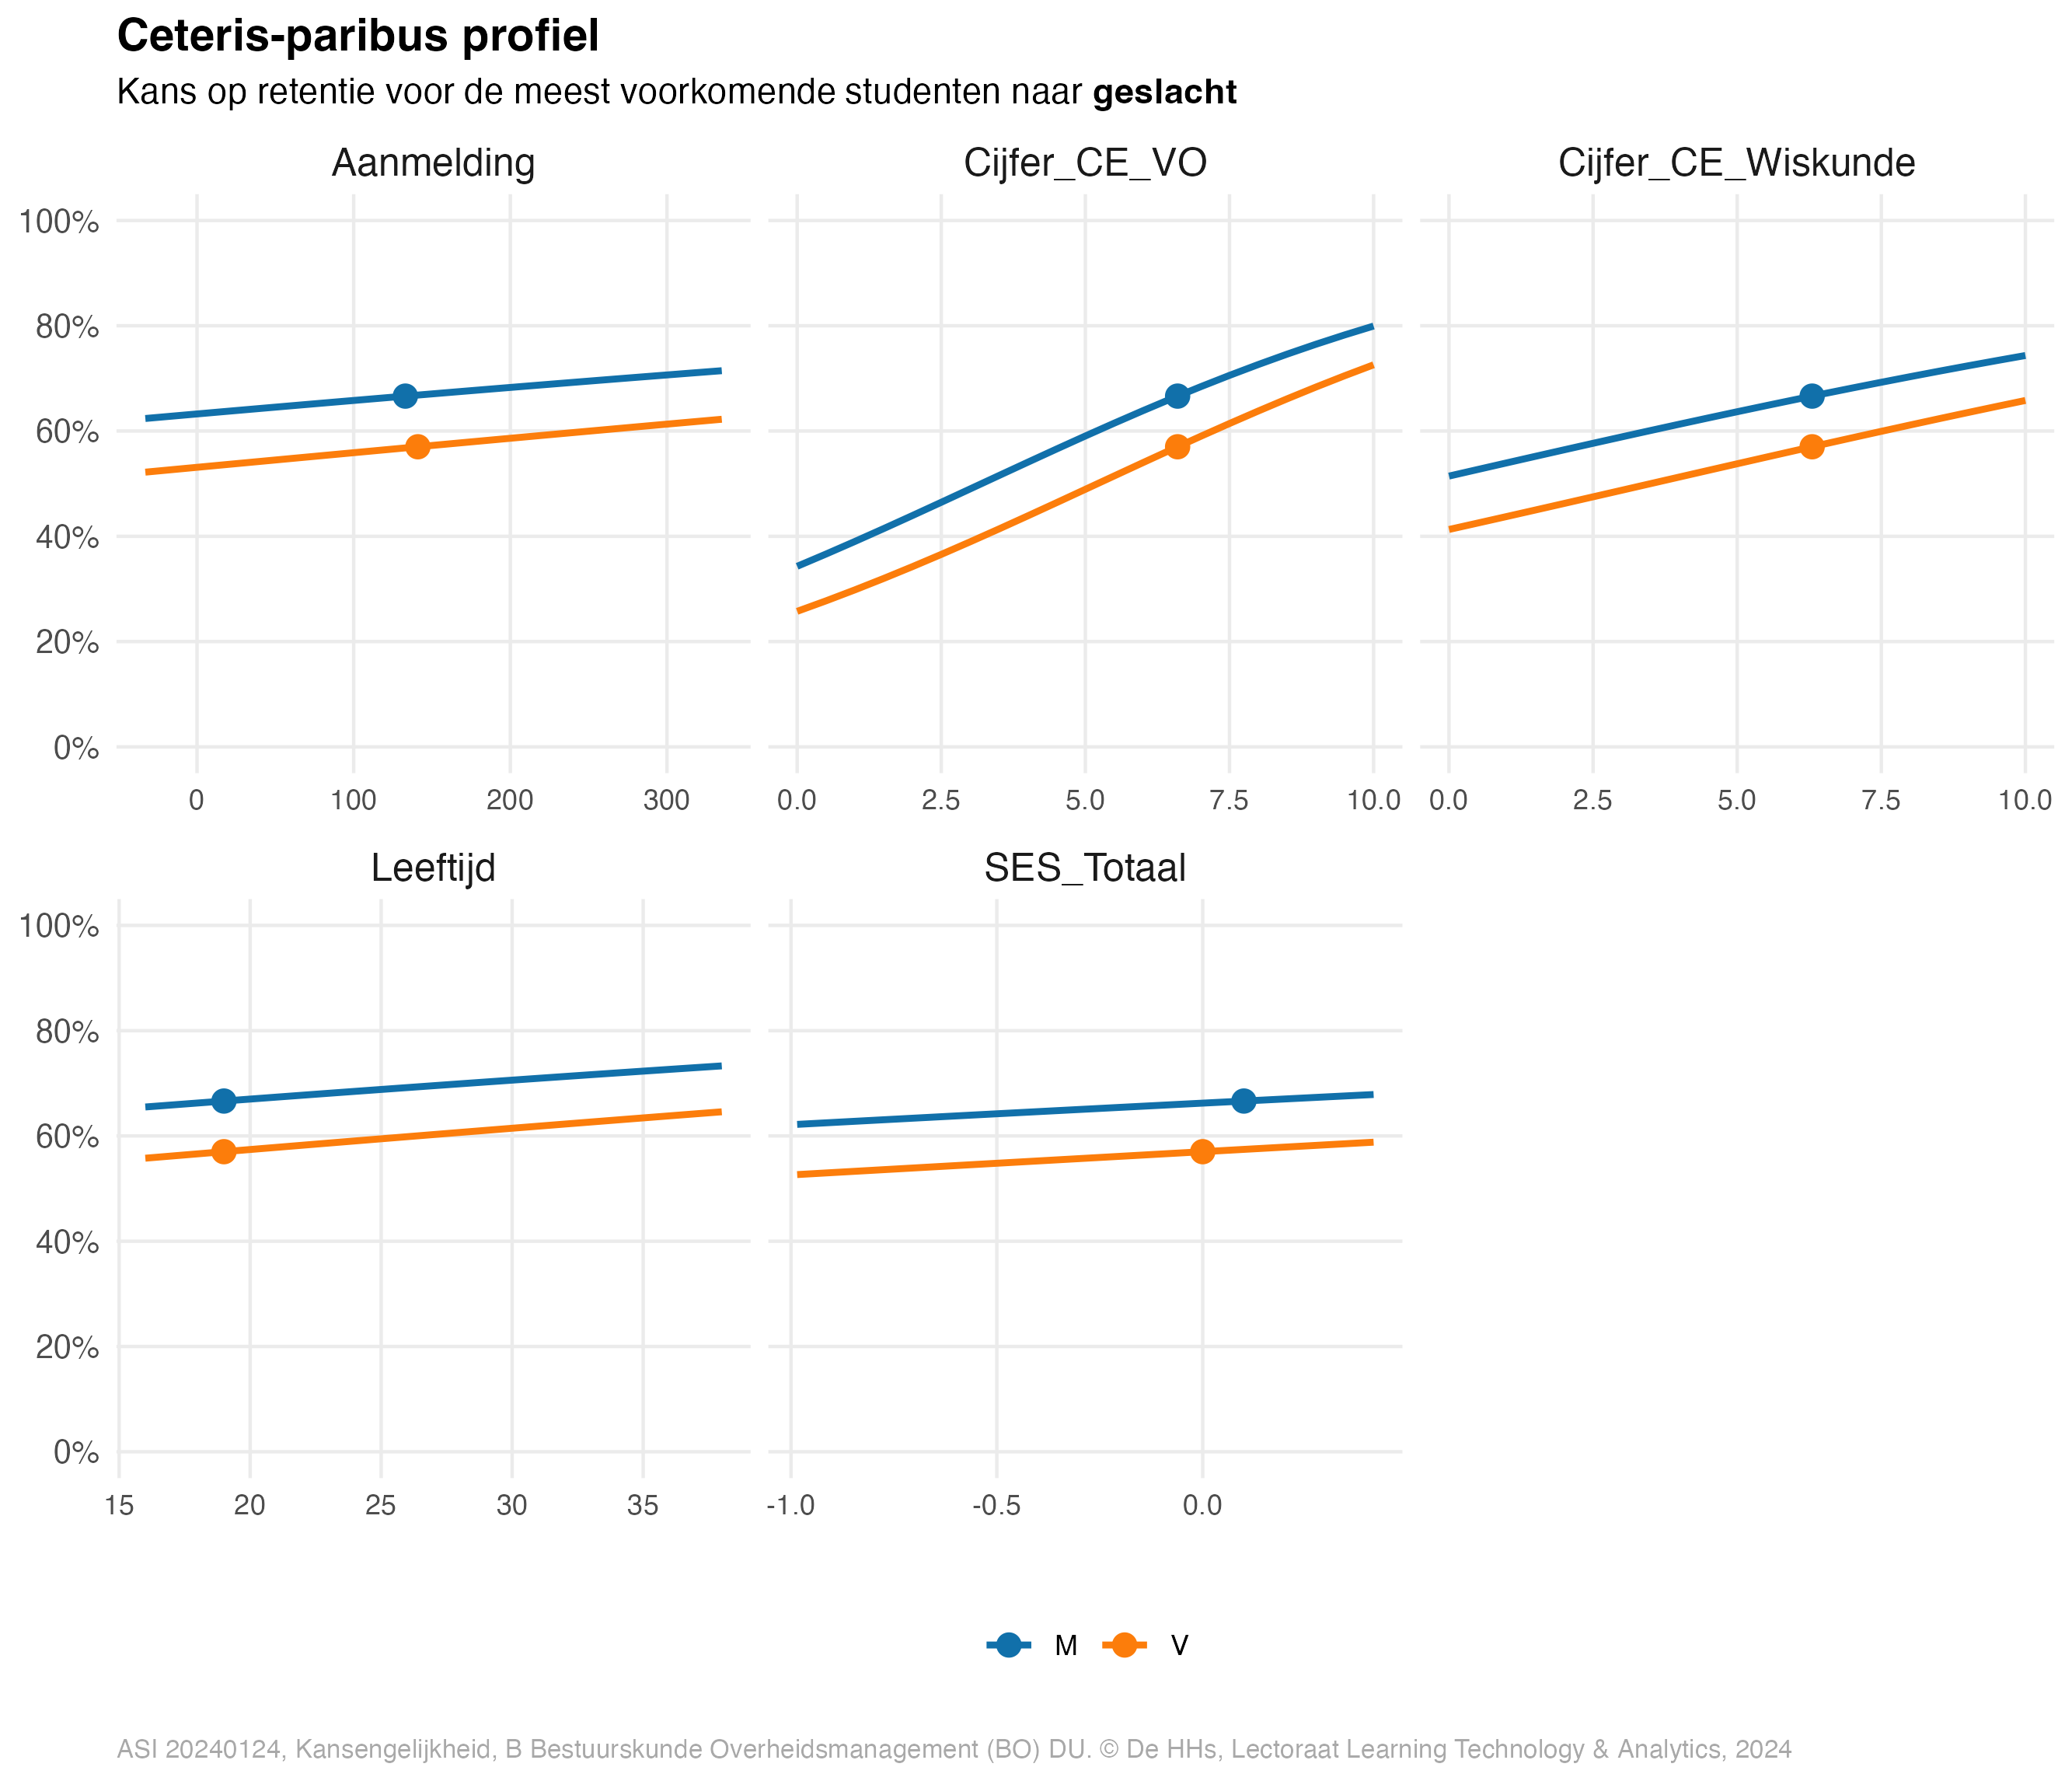 Ceteris-paribus profiel
Kans op retentie voor de meest voorkomende studenten naar geslacht
Aanmelding
Cijfer_CE_VO
Cijfer_CE_Wiskunde
100%
80%
60%
40%
20%
0%
0 100 200 300
0.0 2.5 5.0 7.5 10.0
0.0 2.5 5.0 7.5 10.0
Leeftijd
SES_Totaal
100%
80%
60%
40%
20%
0%
15 20 25 30 35
-1.0 -0.5 0.0
M V
ASI 20240124, Kansengelijkheid, B Bestuurskunde Overheidsmanagement (BO) DU. © De HHs, Lectoraat Learning Technology & Analytics, 2024